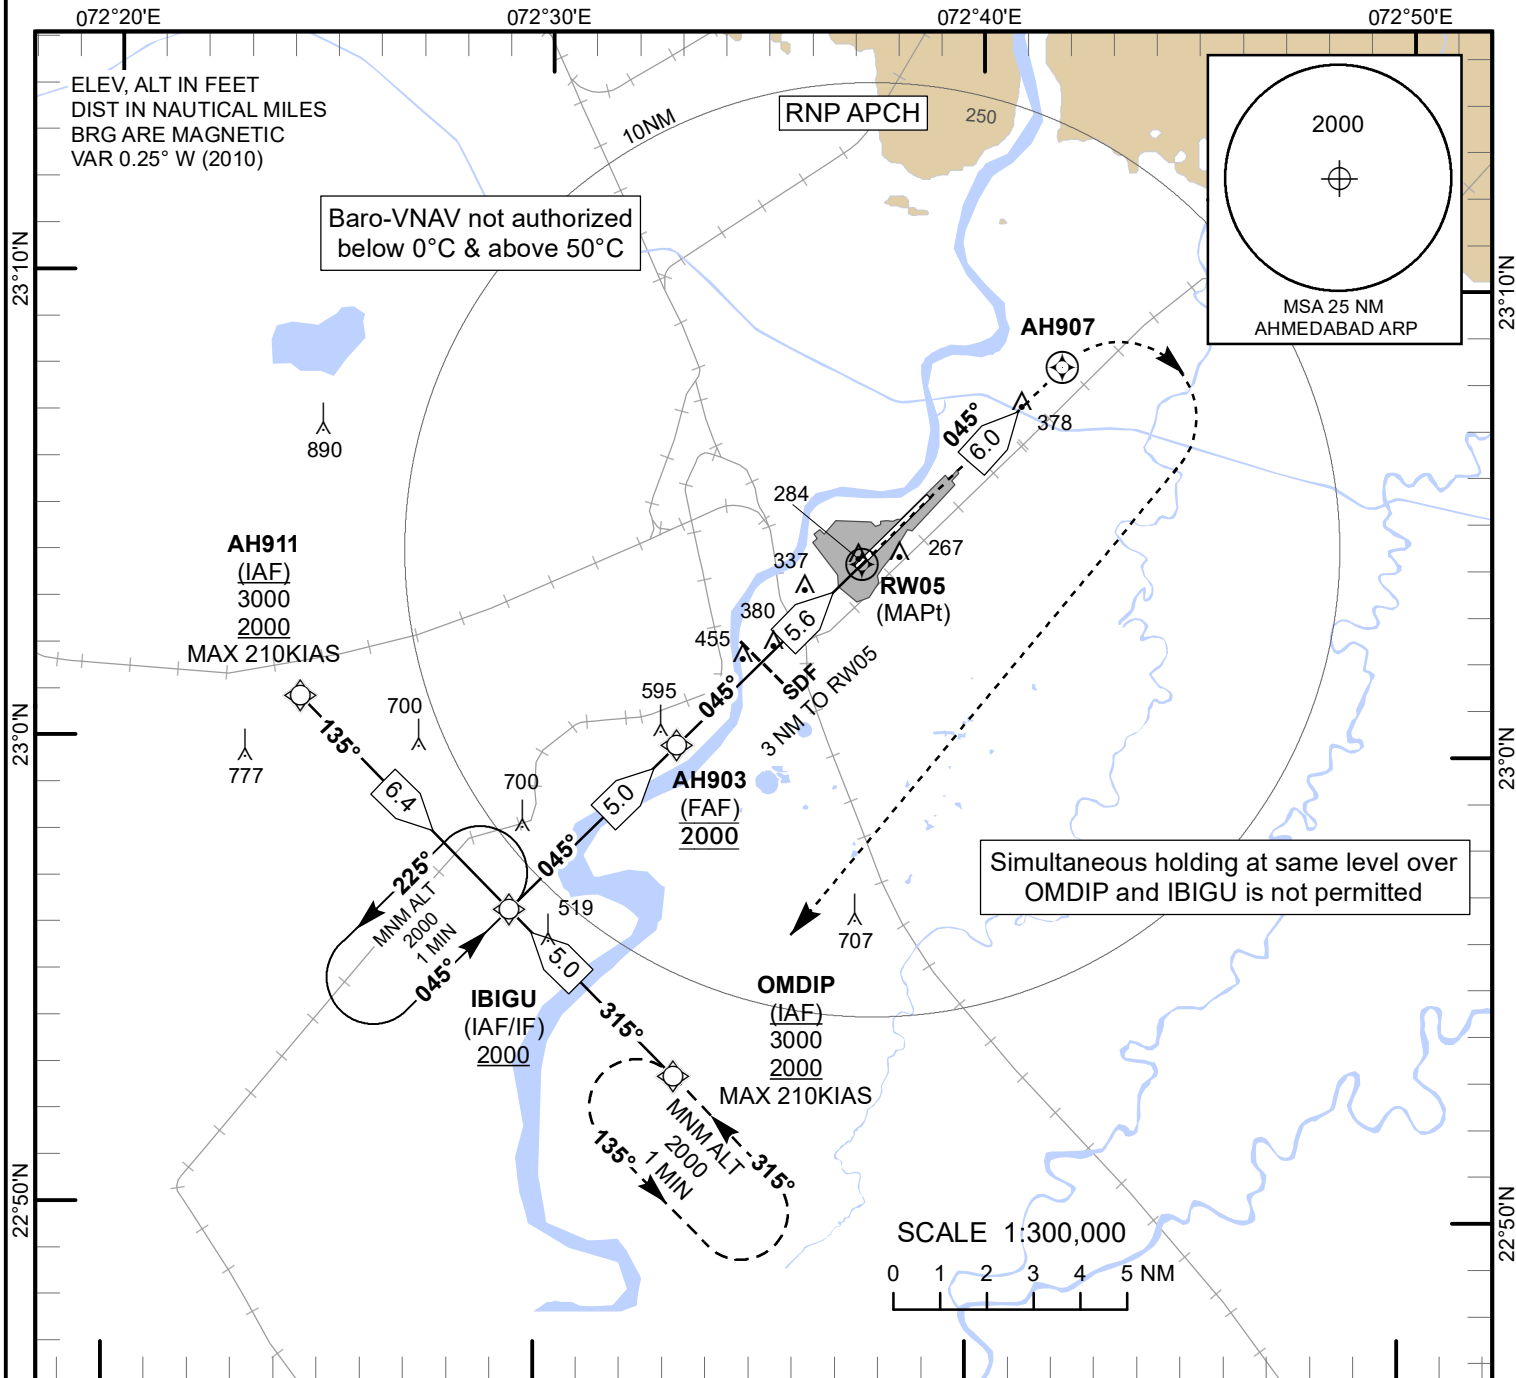 072°20'E
072°30'E
072°40'E
072°50'E
ELEV, ALT IN FEET
DIST IN NAUTICAL MILES
BRG ARE MAGNETIC
VAR 0.25° W (2010)
10NM
RNP APCH
250
2000
MSA 25 NM
AHMEDABAD ARP
Baro-VNAV not authorized
below 0°C & above 50°C
23°10'N
23°10'N
AH907
890
045°
6.0
378
284
267
337
AH911
(IAF)
3000
2000
MAX 210KIAS
RW05
(MAPt)
380
5.6
455
SDF
3 NM TO RW05
045°
595
700
777
135°
6.4
23°0'N
23°0'N
AH903
(FAF)
2000
700
5.0
045°
225°
MNM ALT
2000
1 MIN
045°
519
5.0
Simultaneous holding at same level over
OMDIP and IBIGU is not permitted
707
IBIGU
(IAF/IF)
2000
315°
OMDIP
(IAF)
3000
2000
MAX 210KIAS
MNM ALT
2000
1 MIN
135°
315°
22°50'N
22°50'N
SCALE 1:300,000
0 1 2 3 4 5 NM